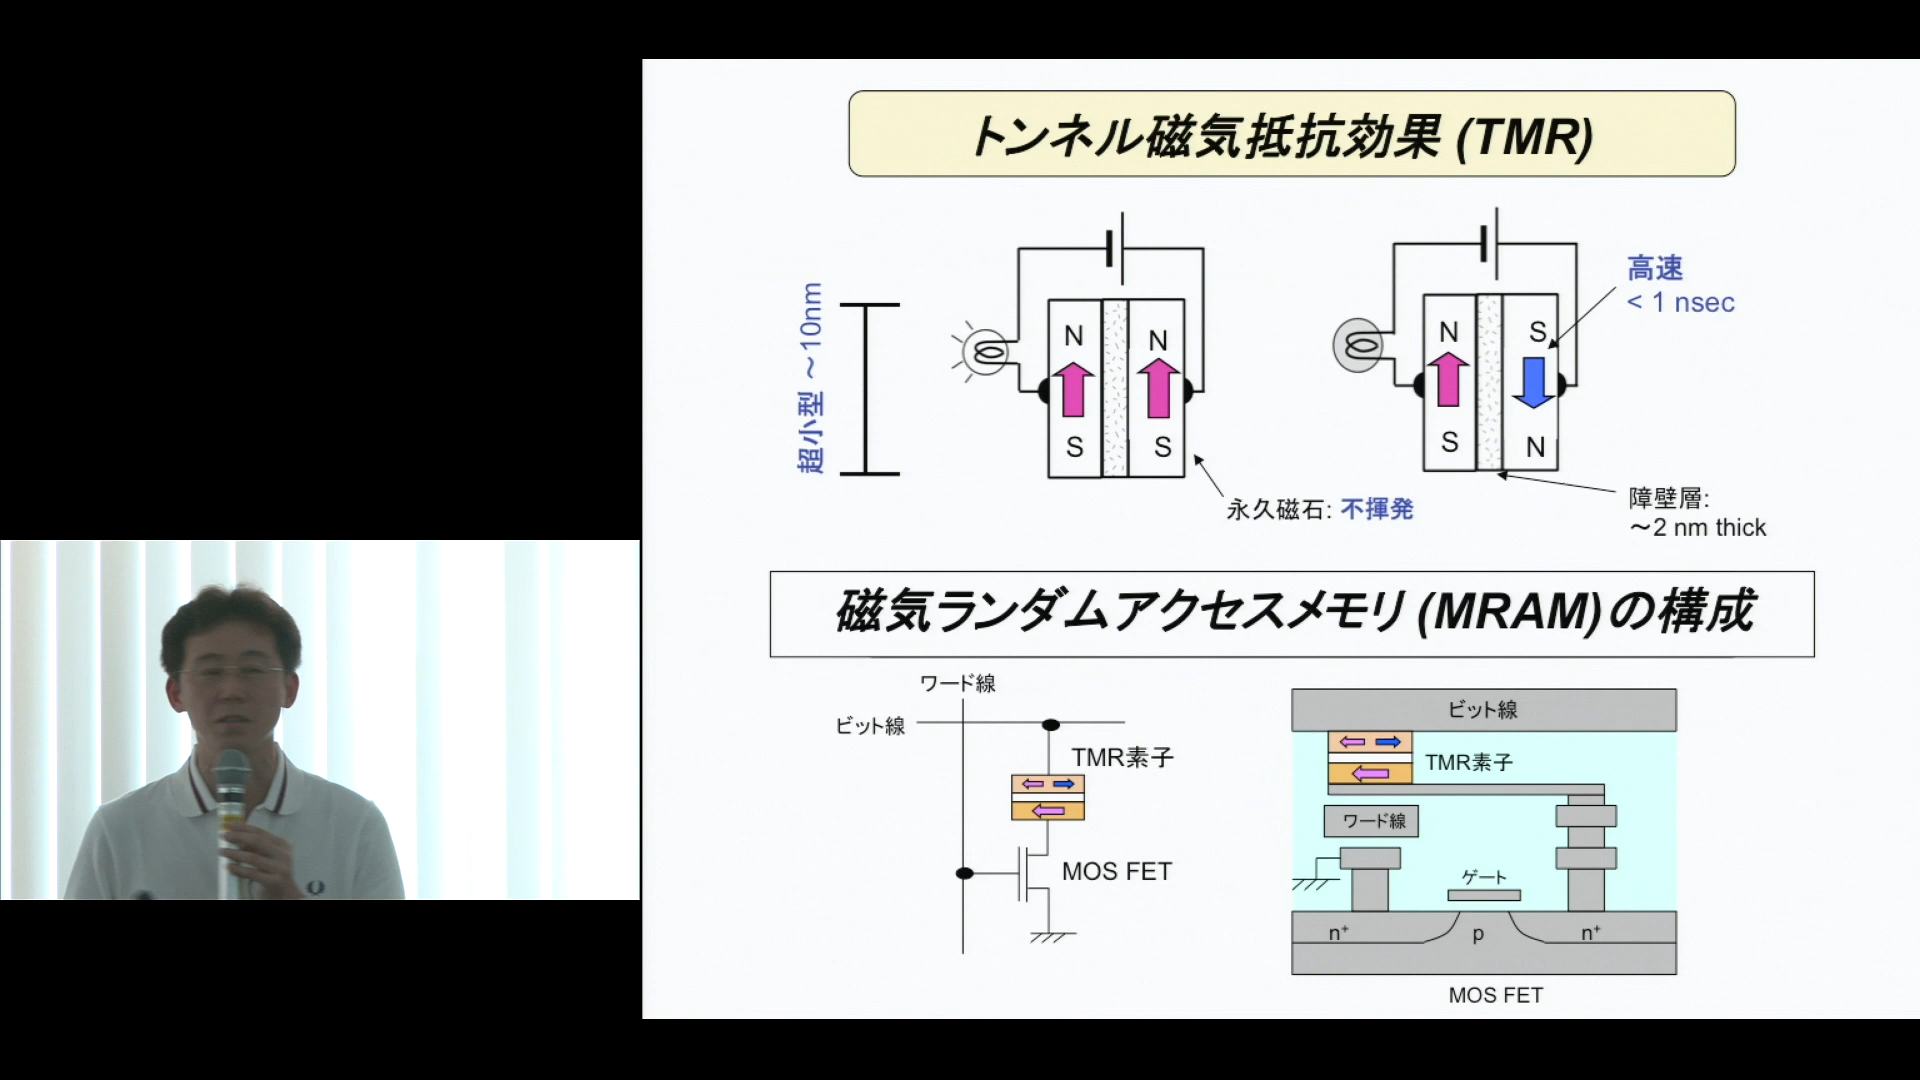 トンネル磁気抵抗効果 (TMR)
超小型 ～10nm
N
N
S
S
N
S
S
N
高速
< 1 nsec
永久磁石: 不揮発
障壁層:
～2 nm thick
磁気ランダムアクセスメモリ (MRAM)の構成
ワード線
ビット線
TMR素子
MOS FET
ビット線
TMR素子
ワード線
ゲート
n+
p
n+
MOS FET